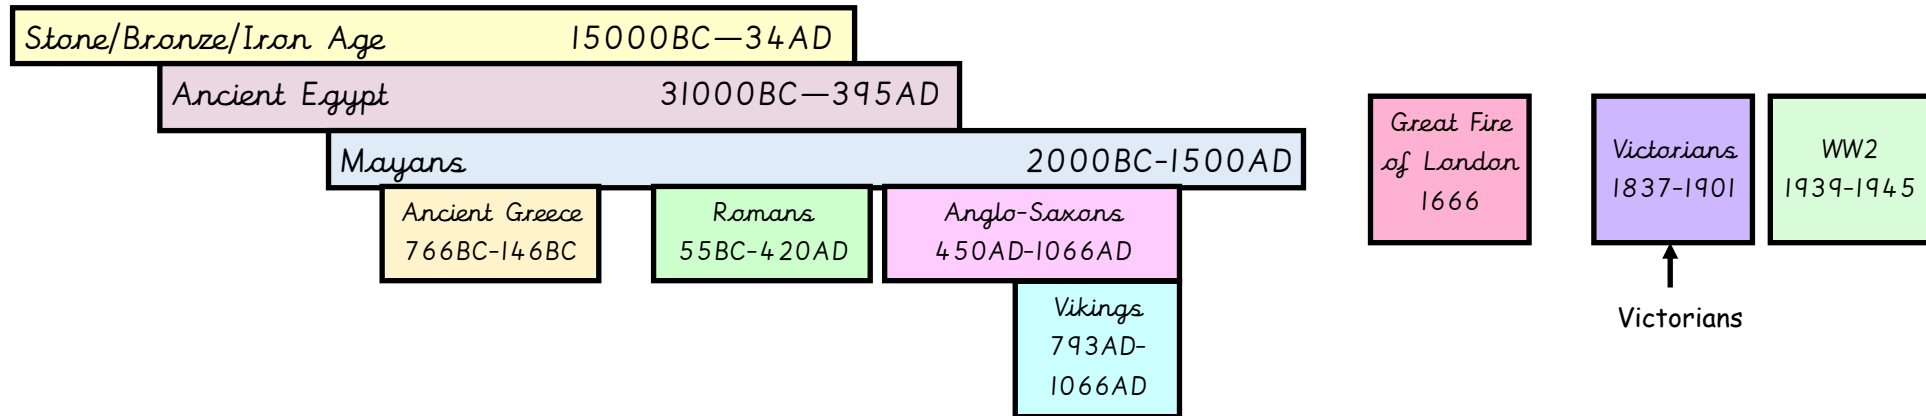 Stone/Bronze/Iron Age 15000BC—34AD
Ancient Egypt 31000BC—395AD
Mayans 2000BC-1500AD
Ancient Greece
766BC-146BC
Romans
55BC-420AD
Anglo-Saxons
450AD-1066AD
Vikings
793AD-
1066AD
Great Fire
of London
1666
Victorians
1837-1901
WW2
1939-1945
Victorians